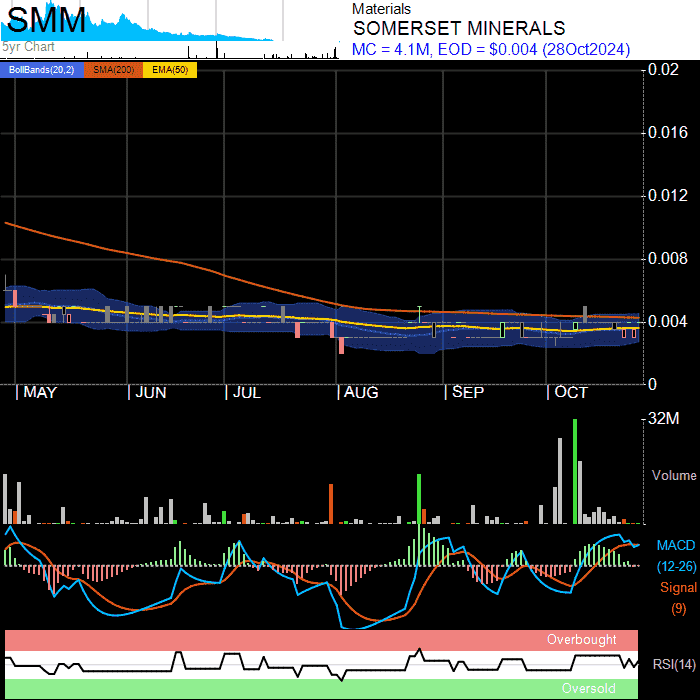 SMM
5yr Chart
Materials
SOMERSET MINERALS
MC = 4.1M, EOD = $0.004 (28Oct2024)
BollBands(20,2) SMA(200) EMA(50)
0.02
0.016
0.012
0.008
0.004
0
MAY JUN JUL AUG SEP OCT
32M
Volume
MACD
(12-26)
Signal
(9)
Overbought
RSI(14)
Oversold